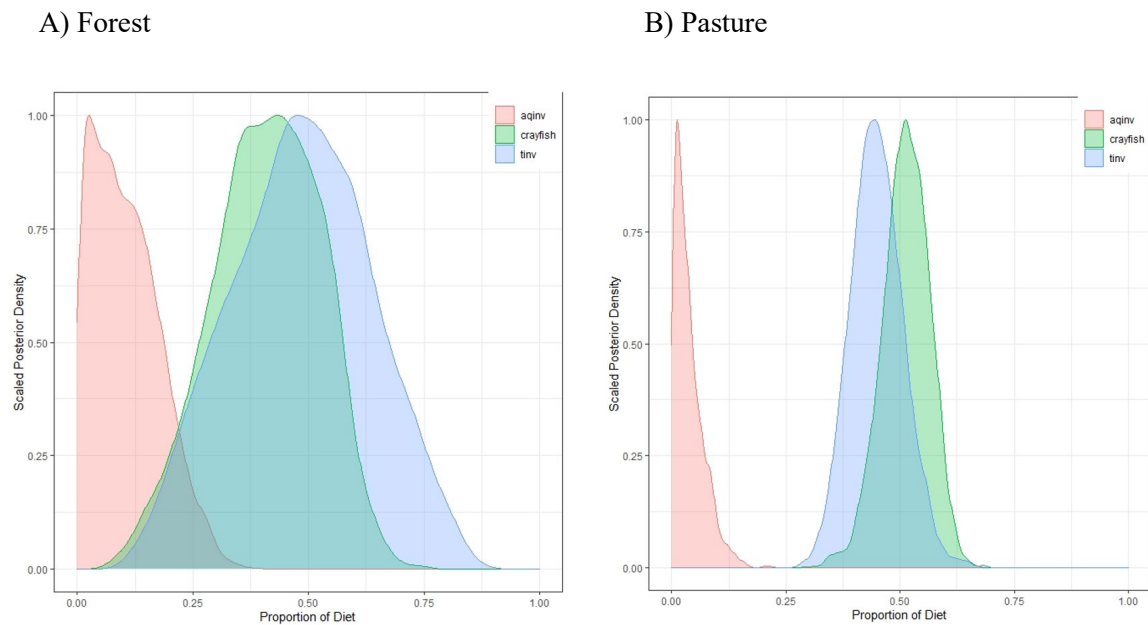 A) Forest
B) Pasture
1.00
0.75
0.50
0.25
0.00
Scaled Posterior Density
0.00
0.25
0.50
0.75
1.00
Proportion of Diet
aqinv
crayfish
tinv
1.00
0.75
0.50
0.25
0.00
Scaled Posterior Density
0.00
0.25
0.50
0.75
1.00
Proportion of Diet
aqinv
crayfish
tinv